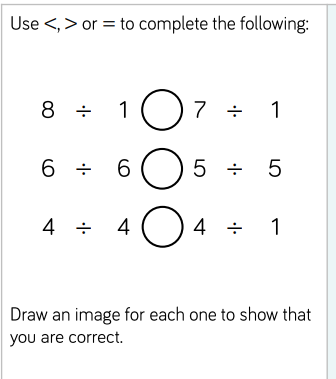 Use <, > or = to complete the following:
8 ÷ 1 ◯ 7 ÷ 1
6 ÷ 6 ◯ 5 ÷ 5
4 ÷ 4 ◯ 4 ÷ 1
Draw an image for each one to show that
you are correct.